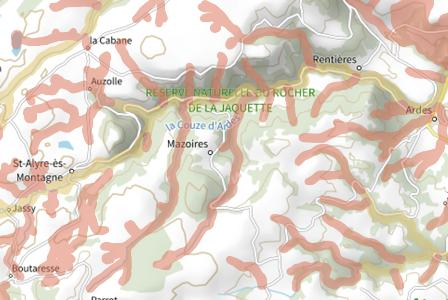 la Cabane
Rentières
Auzolle
RÉSERVE NATURELLE DU ROCHER
DE LA JAQUETTE
Ardes
la Couze d'Ardes
Mazoires
St-Alyre-ès-
Montagne
Jassy
Boutaresse